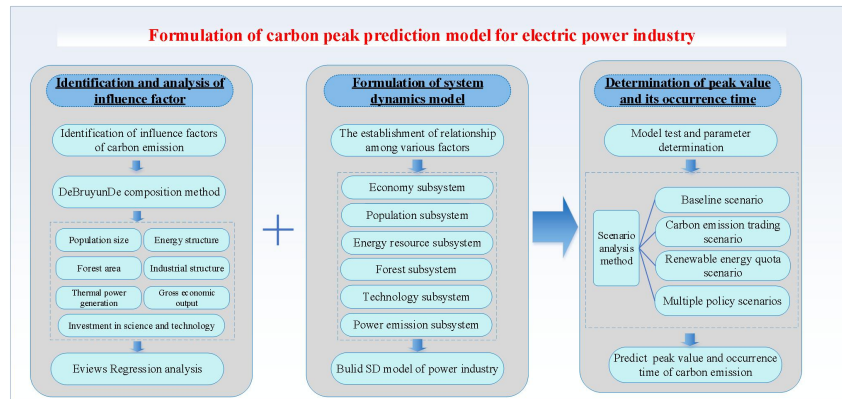 Formulation of carbon peak prediction model for electric power industry
Identification and analysis of
influence factor
Identification of influence factors
of carbon emission
DeBruyunDe composition method
Population size
Energy structure
Forest area
Industrial structure
Thermal power
generation
Gross economic
output
Investment in science and technology
Eviews Regression analysis
Formulation of system
dynamics model
The establishment of relationship
among various factors
Economy subsystem
Population subsystem
Energy resource subsystem
Forest subsystem
Technology subsystem
Power emission subsystem
Bulid SD model of power industry
Determination of peak value
and its occurrence time
Model test and parameter
determination
Scenario
analysis
method
Baseline scenario
Carbon emission trading
scenario
Renewable energy quota
scenario
Multiple policy scenarios
Predict peak value and occurrence
time of carbon emission